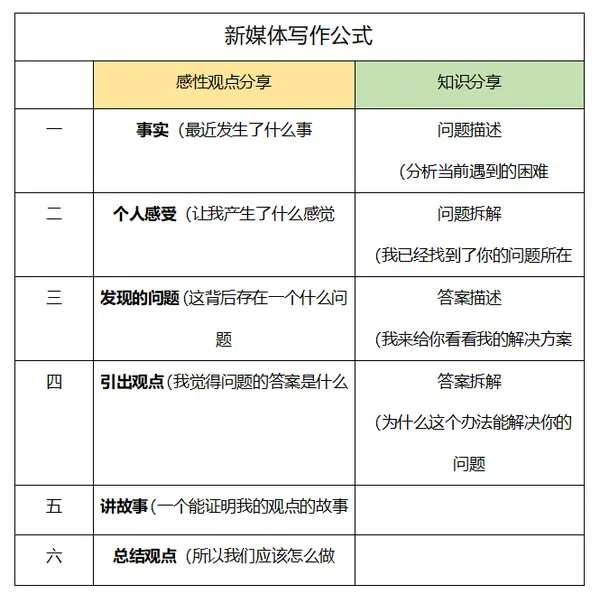 新媒体写作公式
感性观点分享 知识分享
一 事实（最近发生了什么事 问题描述
（分析当前遇到的困难
二 个人感受（让我产生了什么感觉 问题拆解
（我已经找到了你的问题所在
三 发现的问题（这背后存在一个什么问 答案描述
题 （我来给你看看我的解决方案
四 引出观点（我觉得问题的答案是什么 答案拆解
（为什么这个办法能解决你的
问题
五 讲故事（一个能证明我的观点的故事
六 总结观点（所以我们应该怎么做